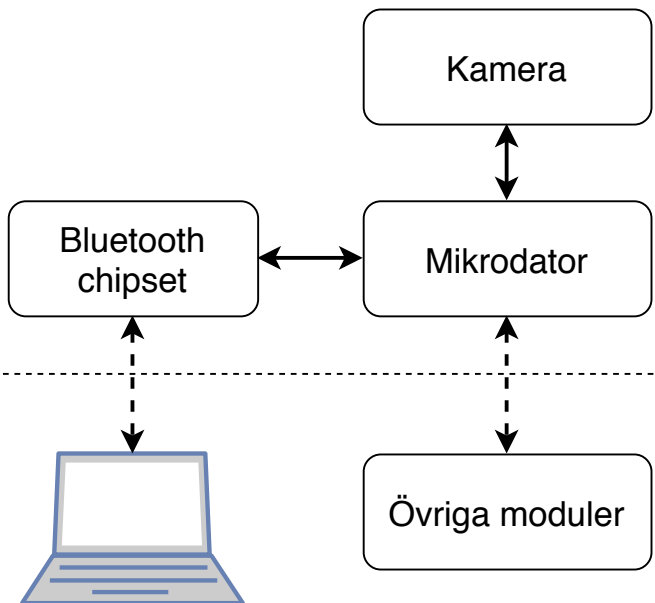 Kamera
Bluetooth
chipset
Mikrodator
Övriga moduler